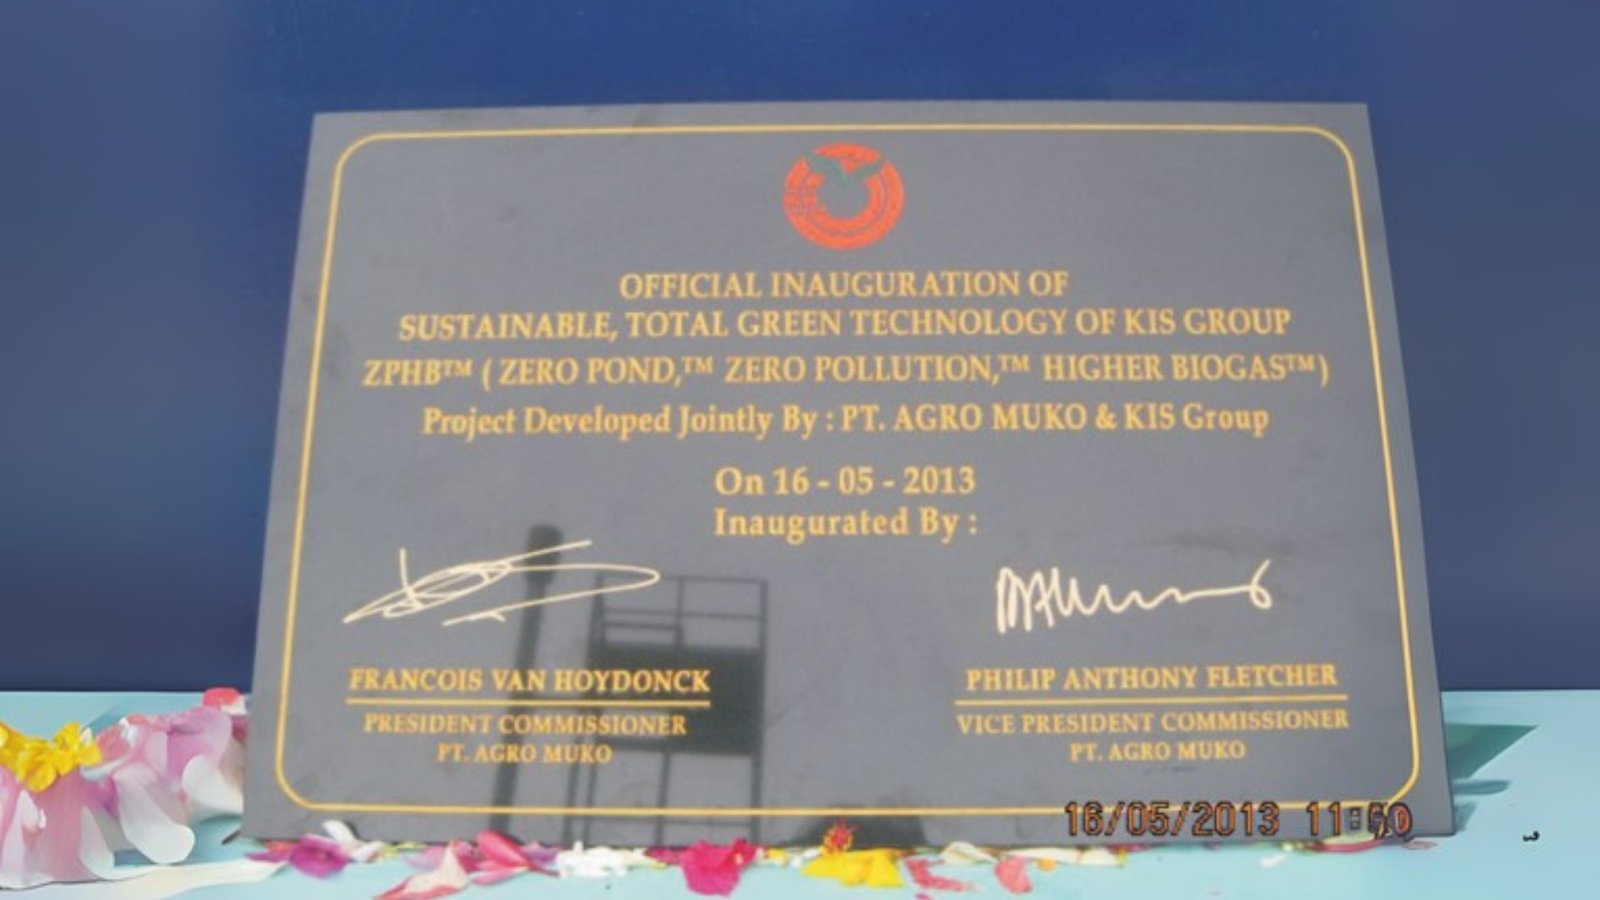 OFFICIAL INAUGURATION OF
SUSTAINABLE, TOTAL GREEN TECHNOLOGY OF KIS GROUP
ZPHB™ ( ZERO POND,™ ZERO POLLUTION,™ HIGHER BIOGAS™)
Project Developed Jointly By : PT. AGRO MUKO & KIS Group
On 16 - 05 - 2013
Inaugurated By :
FRANCOIS VAN HOYDONCK
PRESIDENT COMMISSIONER
PT. AGRO MUKO
PHILIP ANTHONY FLETCHER
VICE PRESIDENT COMMISSIONER
PT. AGRO MUKO
16/05/2013